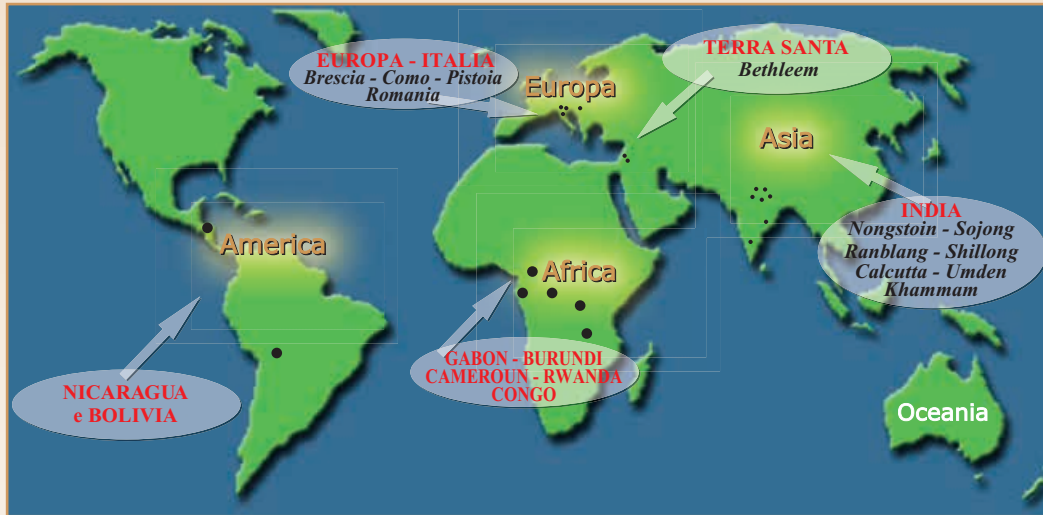 EUROPA - ITALIA
Brescia - Como - Pistoia
Romania
TERRA SANTA
Bethleem
Europa
Asia
INDIA
Nongstoin - Sojong
Ranblang - Shillong
Calcutta - Umden
Khammam
America
Africa
GABON - BURUNDI
CAMEROUN - RWANDA
CONGO
NICARAGUA
e BOLIVIA
Oceania